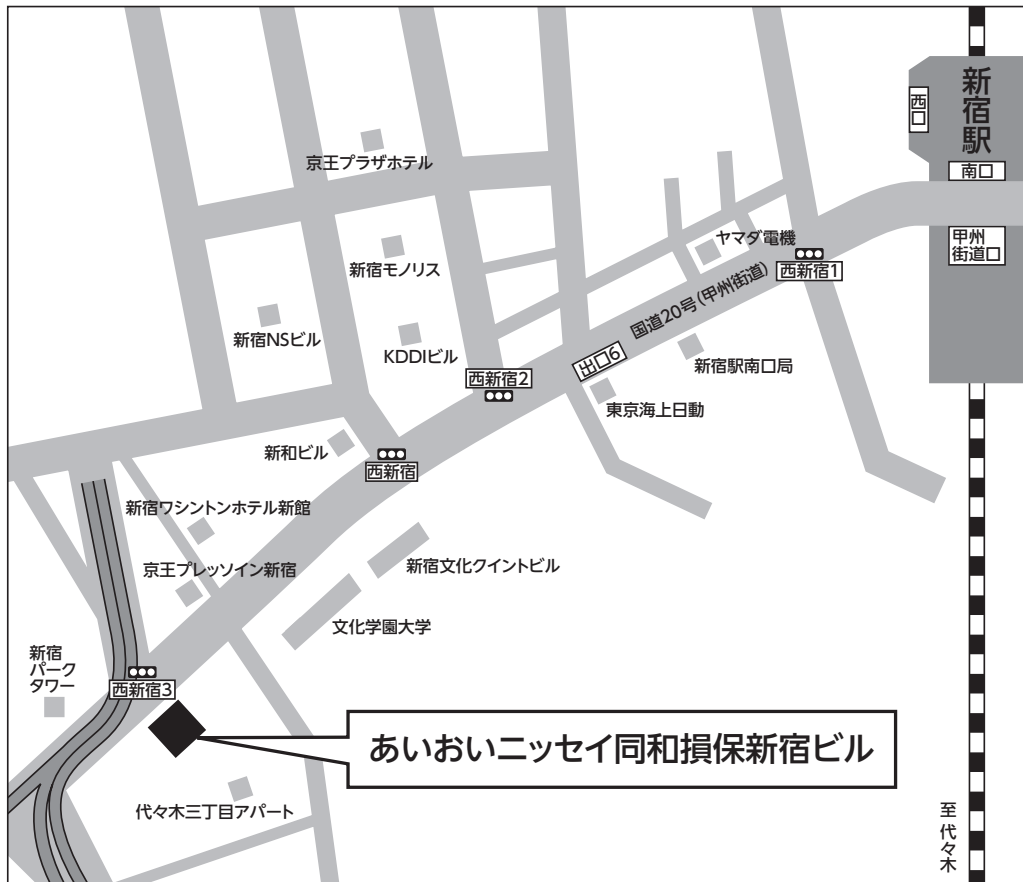 新宿駅
西口
南口
甲州
街道口
京王プラザホテル
ヤマダ電機
西新宿1
新宿モノリス
国道20号(甲州街道)
新宿NSビル
KDDIビル
出口6
新宿駅南口局
西新宿2
東京海上日動
新和ビル
西新宿
新宿ワシントンホテル新館
新宿文化クイントビル
京王プレッソイン新宿
文化学園大学
新宿
パーク
タワー
西新宿3
あいおいニッセイ同和損保新宿ビル
代々木三丁目アパート
至 代々木